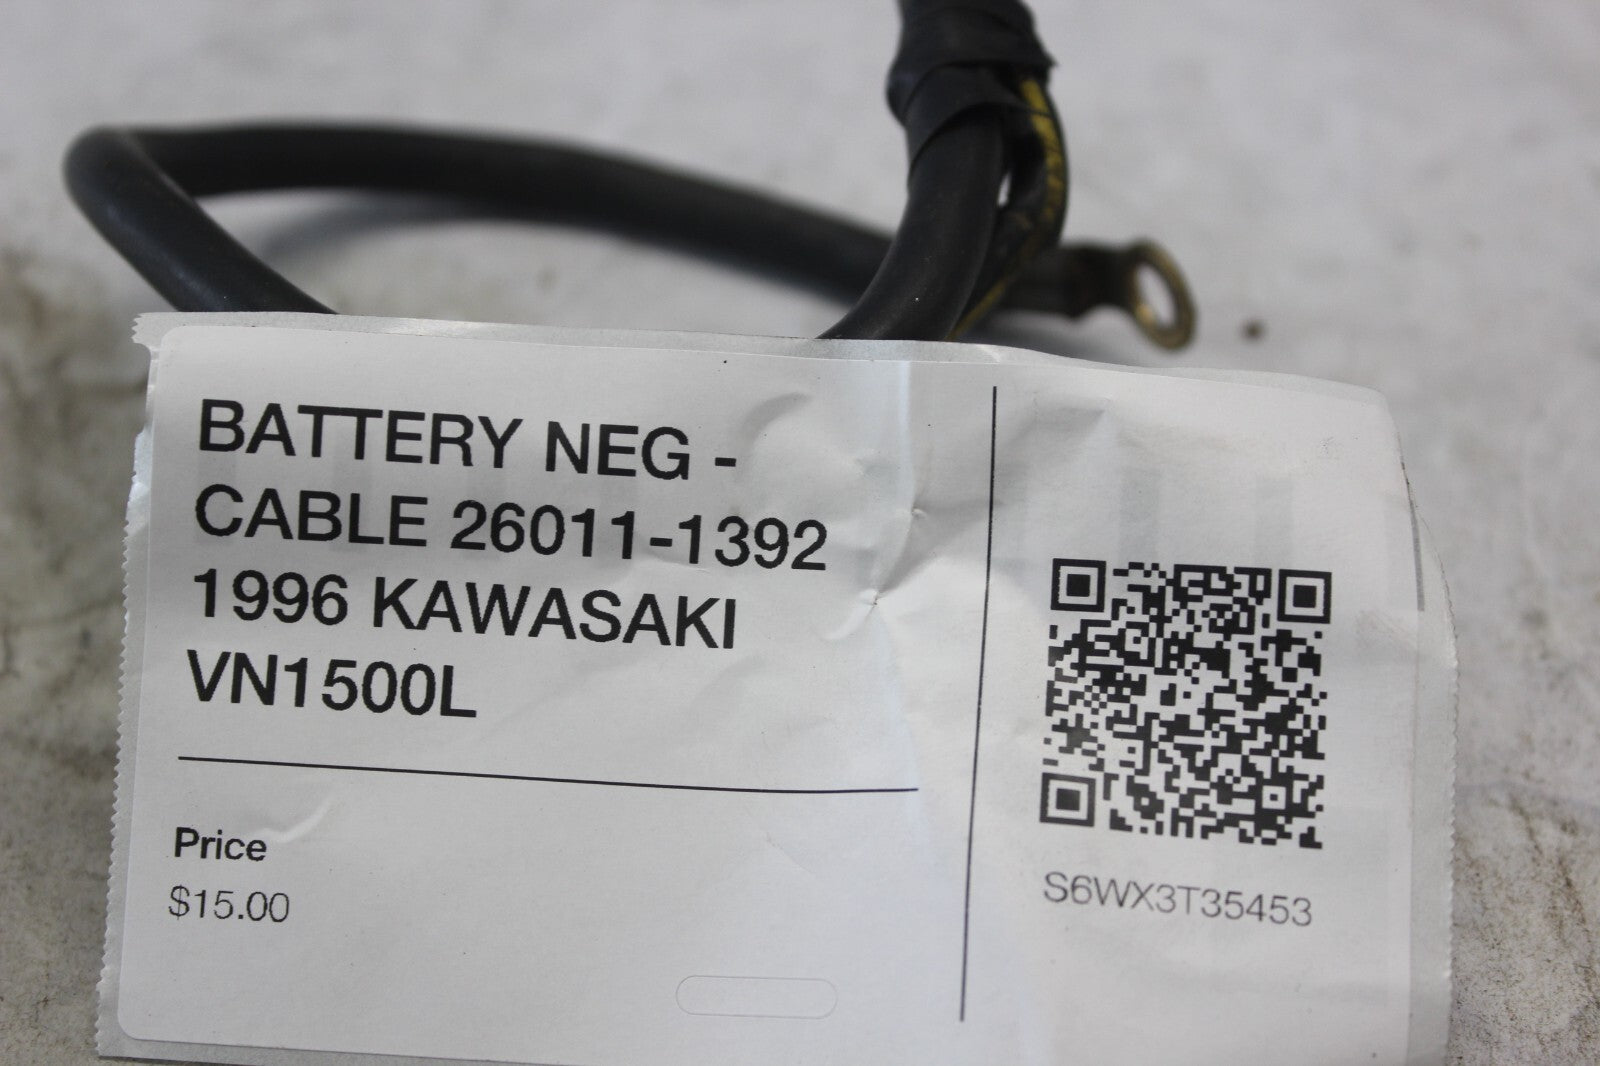 BATTERY NEG -
CABLE 26011-1392
1996 KAWASAKI
VN1500L
Price
$15.00
S6WX3T35453